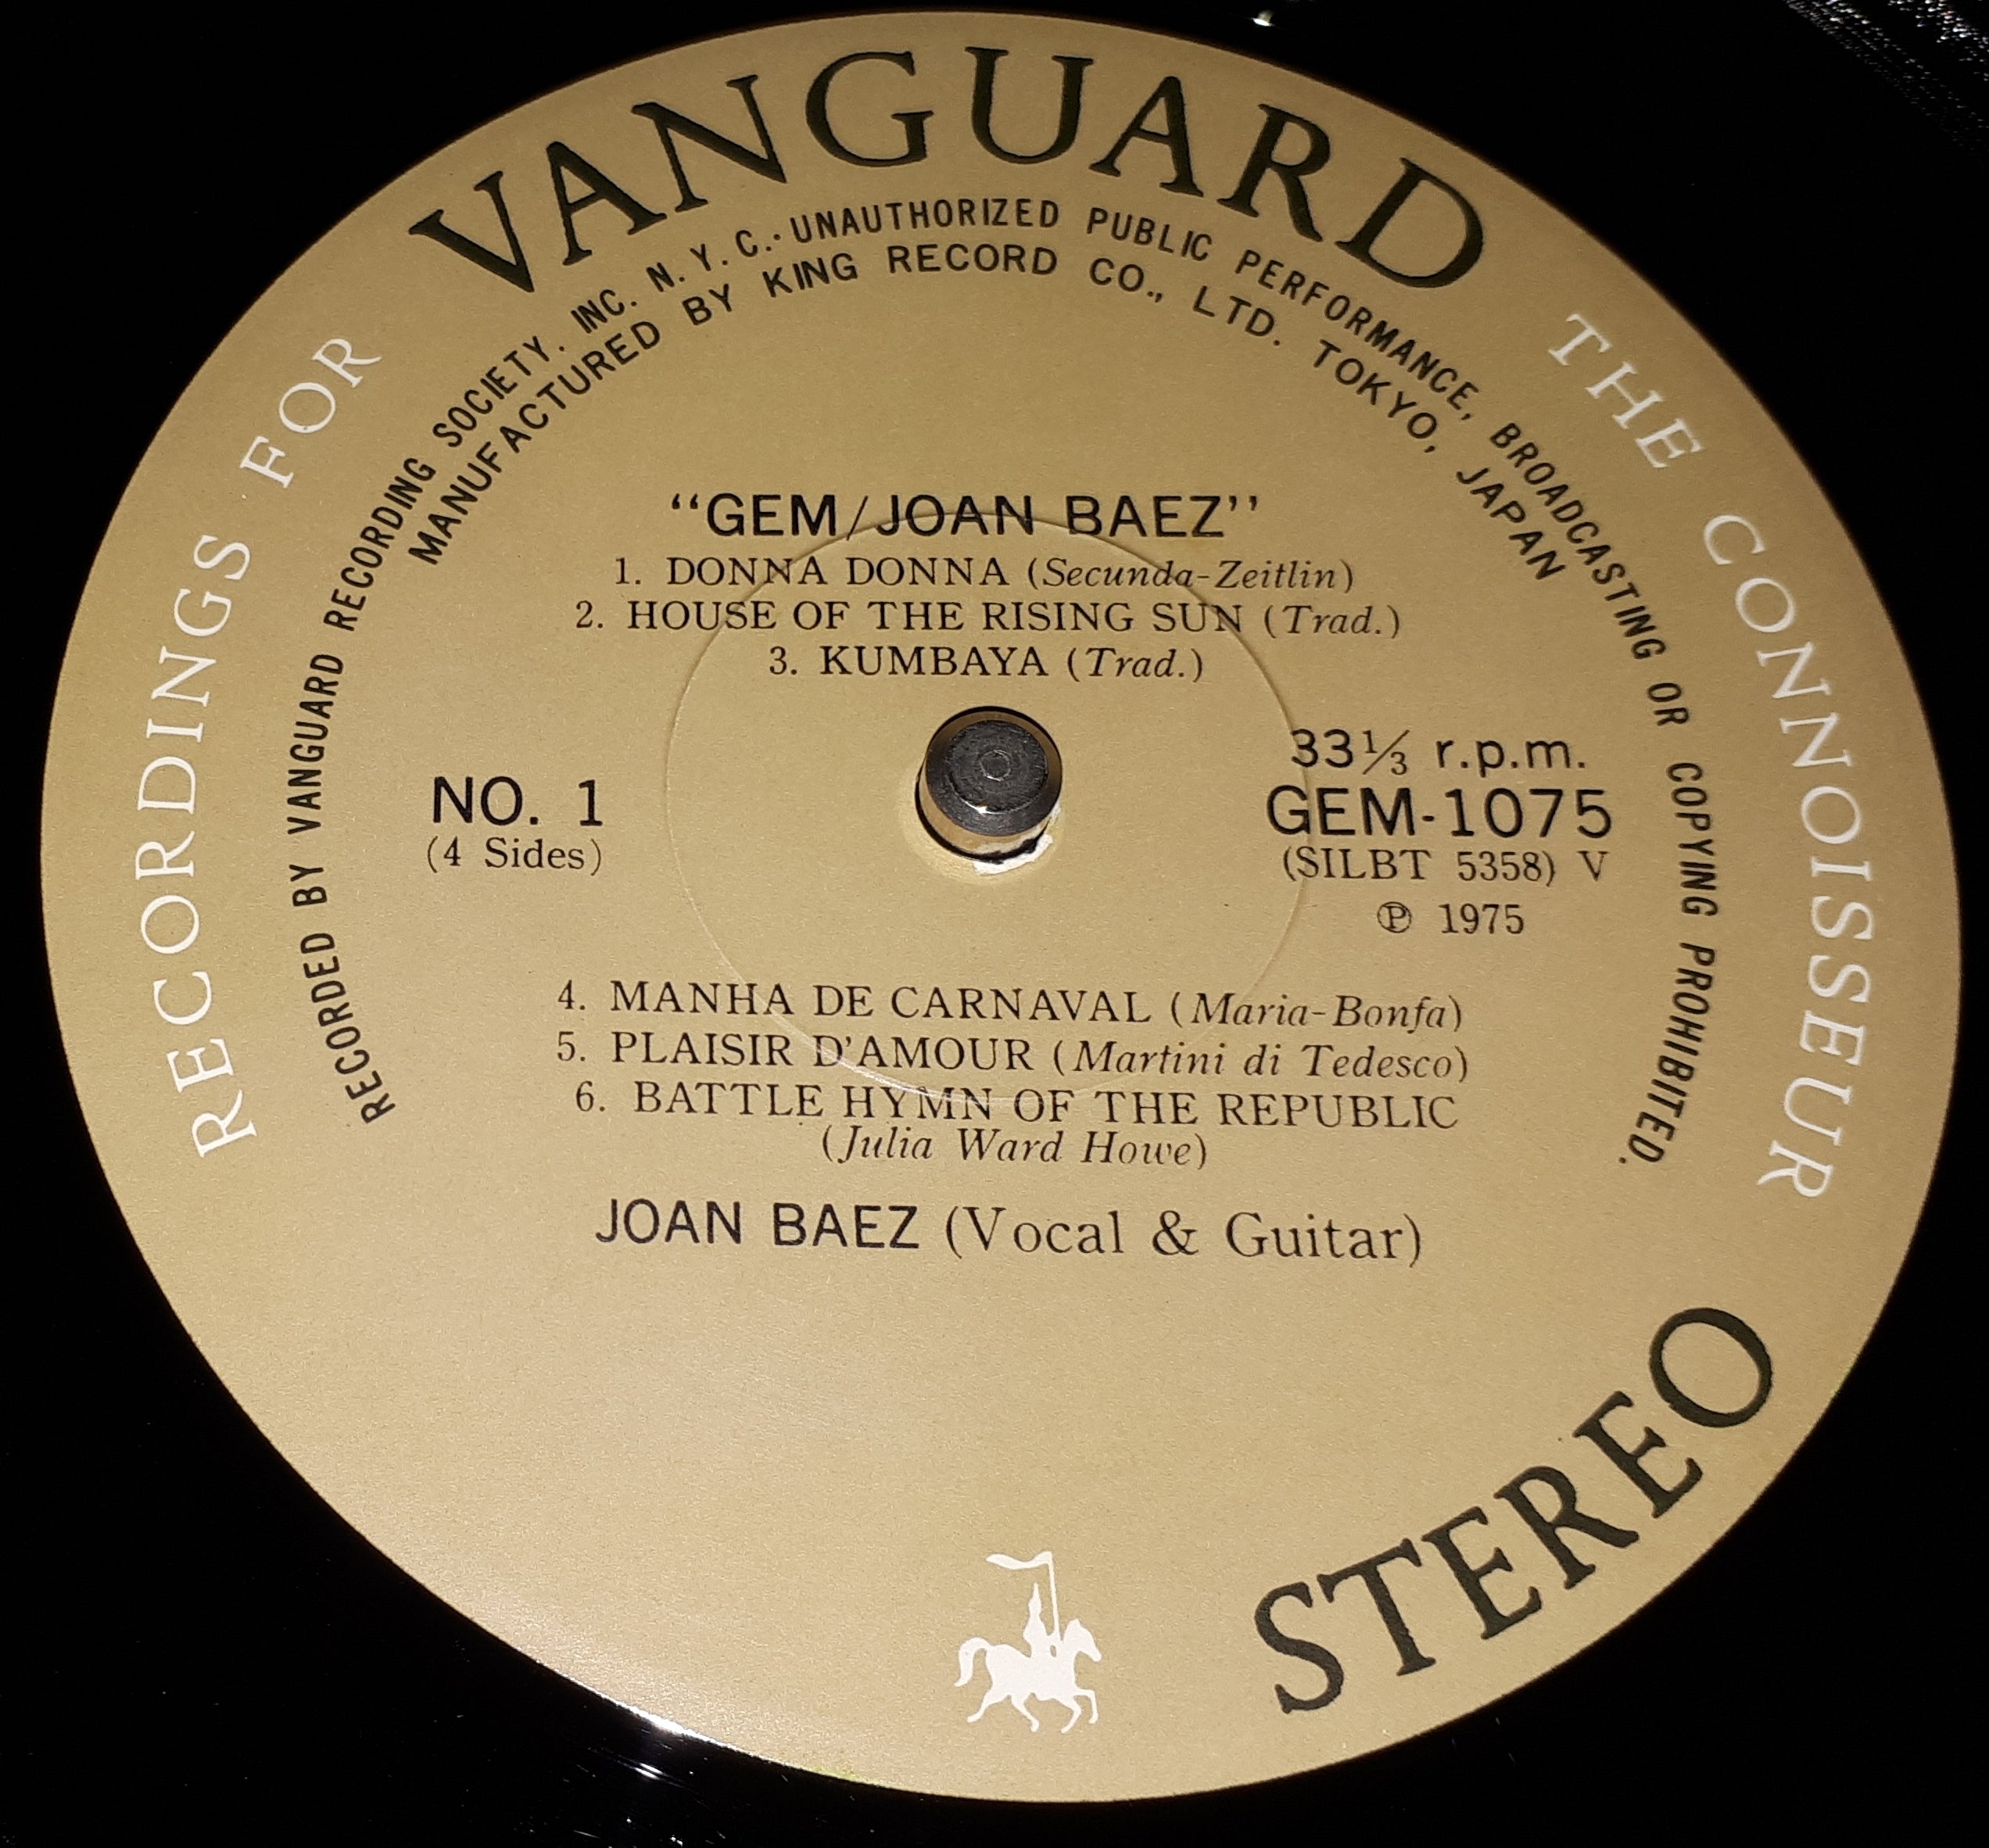 VANGUARD
RECORDINGS FOR THE CONNOISSEUR
RECORDED BY VANGUARD RECORDING SOCIETY. INC. N. Y. C.·UNAUTHORIZED PUBLIC PERFORMANCE, BROADCASTING OR COPYING PROHIBITED.
MANUFACTURED BY KING RECORD CO., LTD. TOKYO, JAPAN
“GEM/JOAN BAEZ”
1. DONNA DONNA (Secunda-Zeitlin)
2. HOUSE OF THE RISING SUN (Trad.)
3. KUMBAYA (Trad.)
NO. 1
(4 Sides)
33⅓ r.p.m.
GEM-1075
(SILBT 5358) V
℗ 1975
4. MANHA DE CARNAVAL (Maria-Bonfa)
5. PLAISIR D'AMOUR (Martini di Tedesco)
6. BATTLE HYMN OF THE REPUBLIC
(Julia Ward Howe)
JOAN BAEZ (Vocal & Guitar)
STEREO